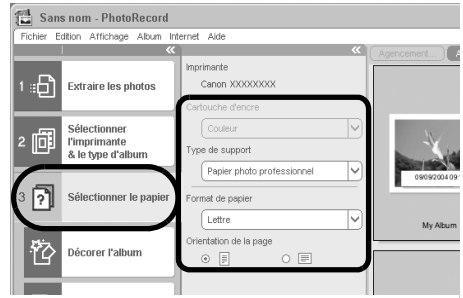 Sans nom - PhotoRecord
Fichier Edition Affichage Album Internet Aide
1 Extraire les photos
2 Sélectionner
l'imprimante
& le type d'album
3 Sélectionner le papier
Décorer l'album
Imprimante
Canon XXXXXXXX
Cartouche d'encre
Couleur
Type de support
Papier photo professionnel
Format de papier
Lettre
Orientation de la page
Agencement...
09/09/2004 09:
My Album